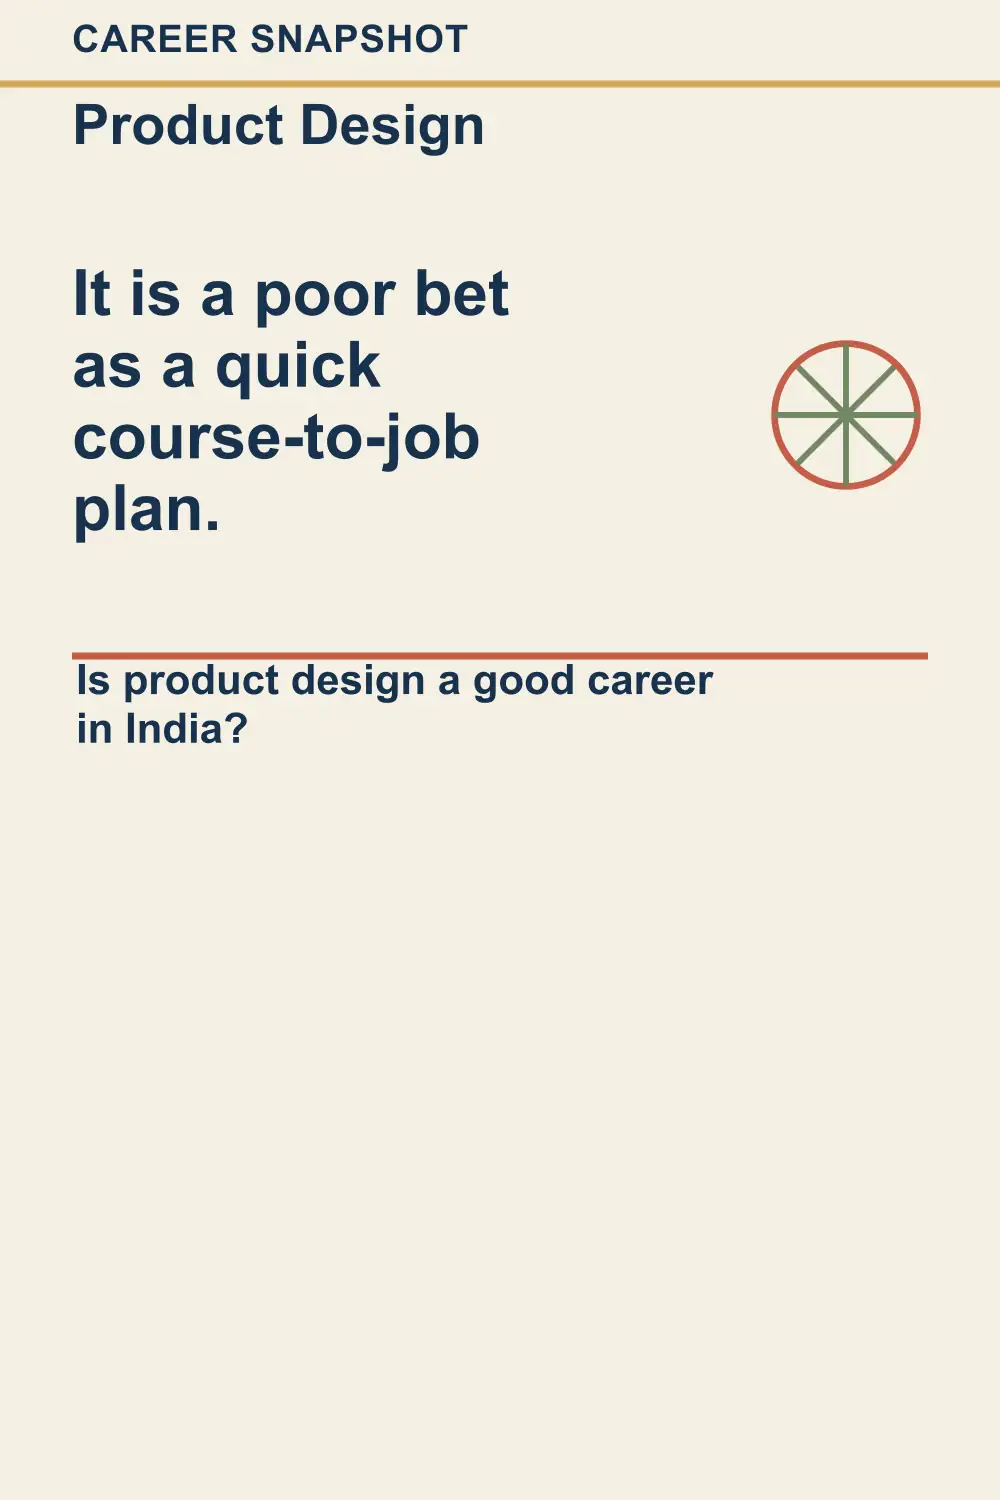 CAREER SNAPSHOT
Product Design
It is a poor bet
as a quick
course-to-job
plan.
Is product design a good career
in India?